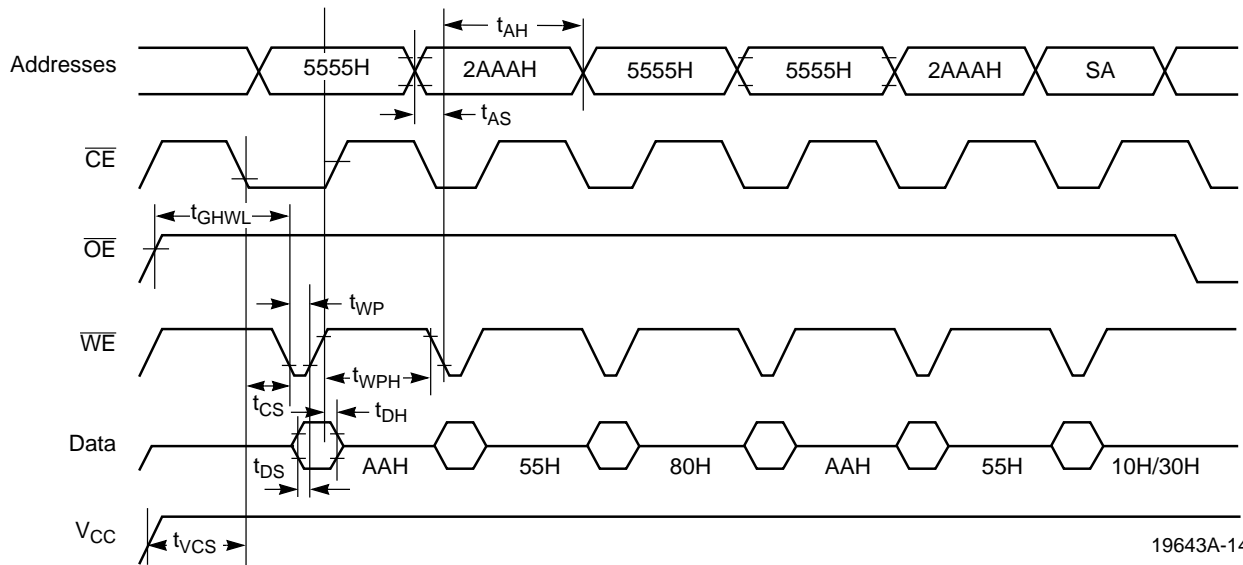 tAH
Addresses 5555H 2AAAH 5555H 5555H 2AAAH SA
tAS
CE
tGHWL
OE
tWP
WE
tWPH
tCS tDH
Data
tDS AAH 55H 80H AAH 55H 10H/30H
VCC tVCS
19643A-14